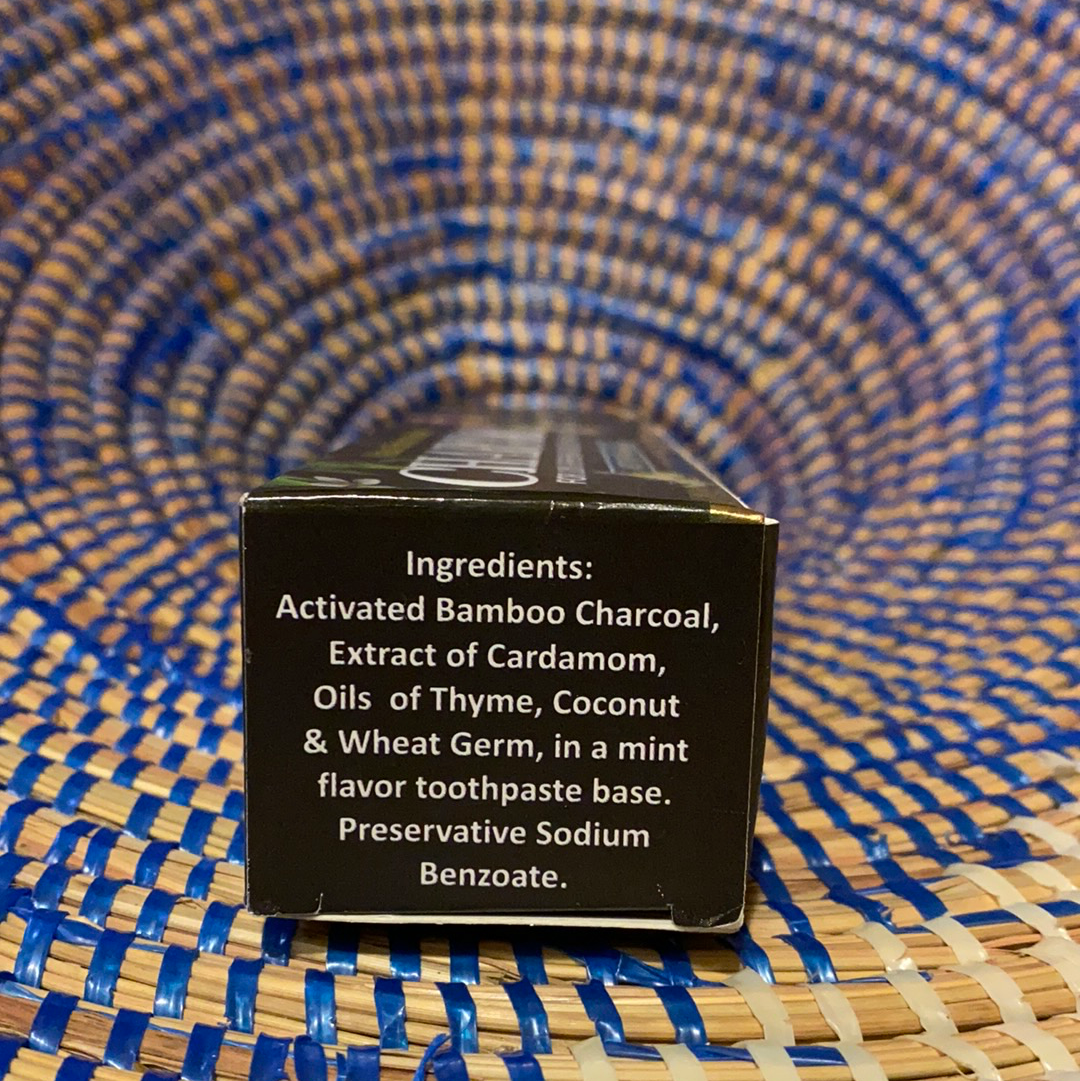 Ingredients:
Activated Bamboo Charcoal,
Extract of Cardamom,
Oils of Thyme, Coconut
& Wheat Germ, in a mint
flavor toothpaste base.
Preservative Sodium
Benzoate.